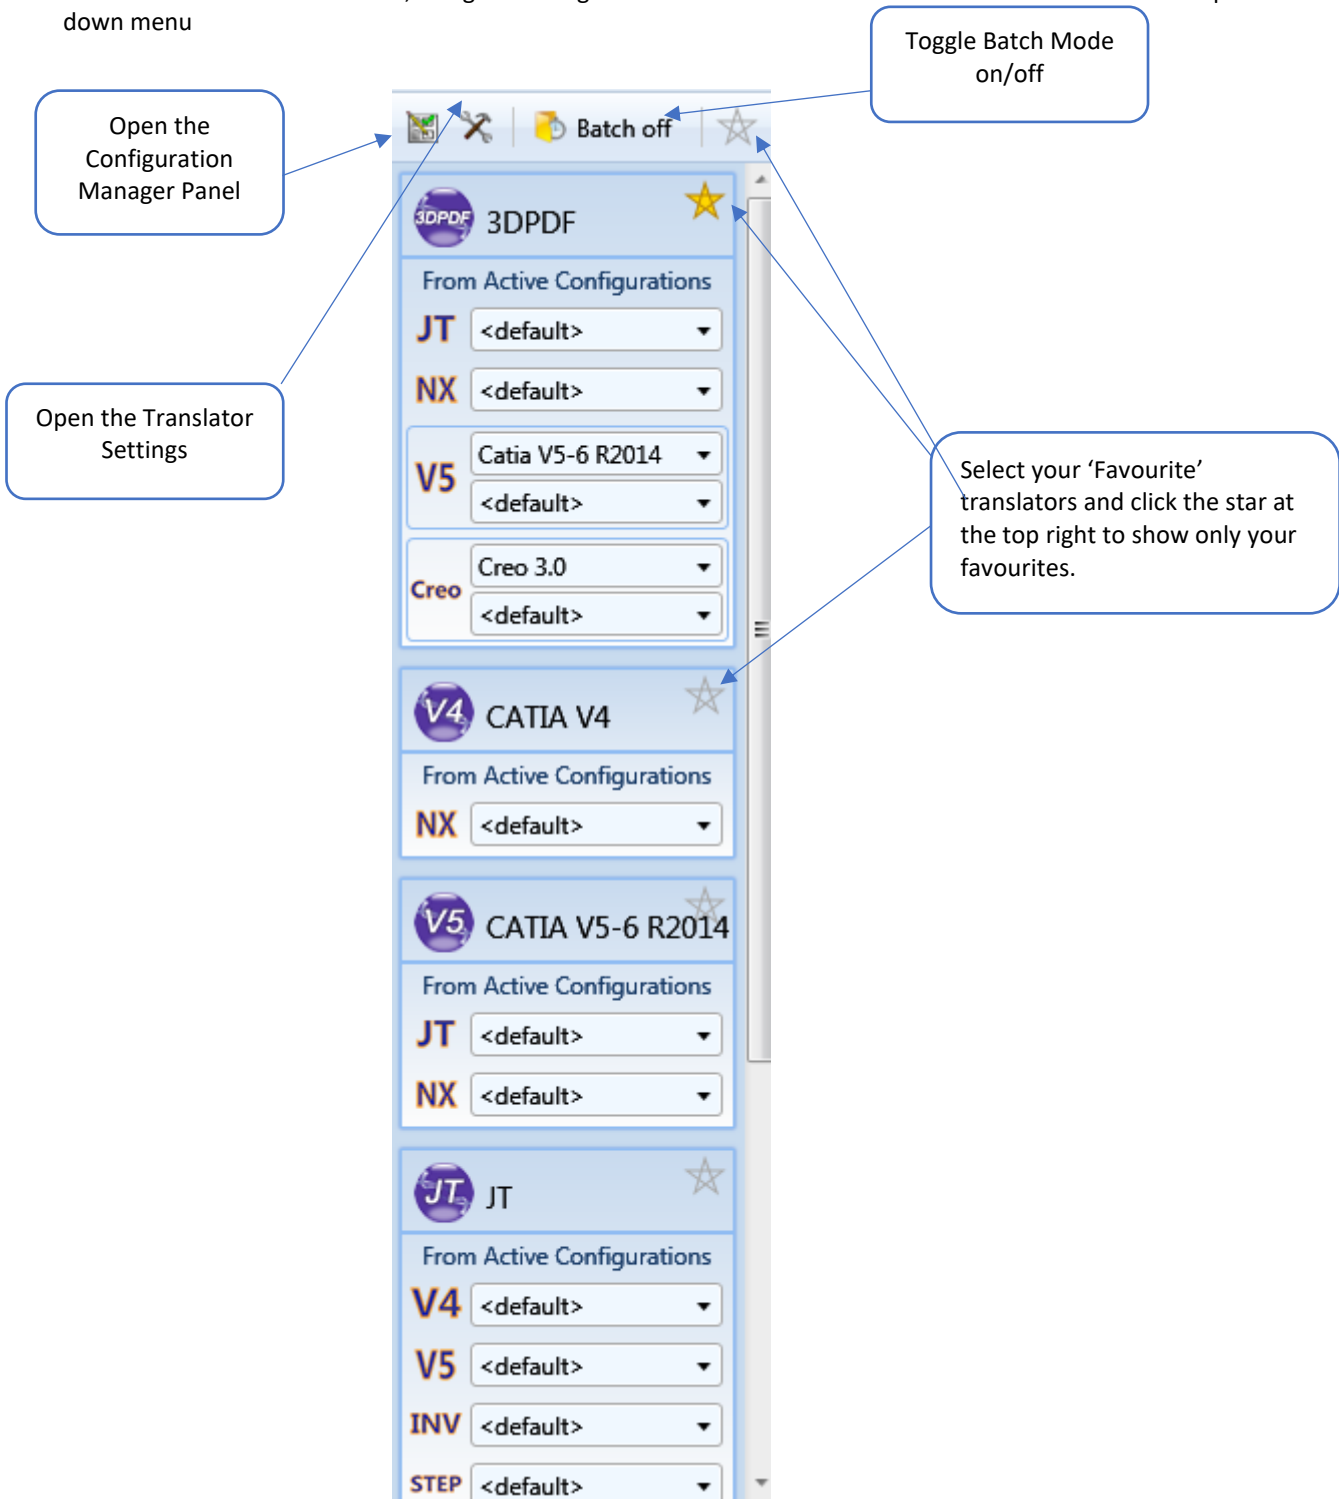 down menu
Toggle Batch Mode
on/off
Open the
Configuration
Manager Panel
Batch off
3DPDF 3DPDF
From Active Configurations
JT <default>
NX <default>
Open the Translator
Settings
V5 Catia V5-6 R2014
<default>
Creo Creo 3.0
<default>
Select your ‘Favourite’
translators and click the star at
the top right to show only your
favourites.
V4 CATIA V4
From Active Configurations
NX <default>
V5 CATIA V5-6 R2014
From Active Configurations
JT <default>
NX <default>
JT JT
From Active Configurations
V4 <default>
V5 <default>
INV <default>
STEP <default>